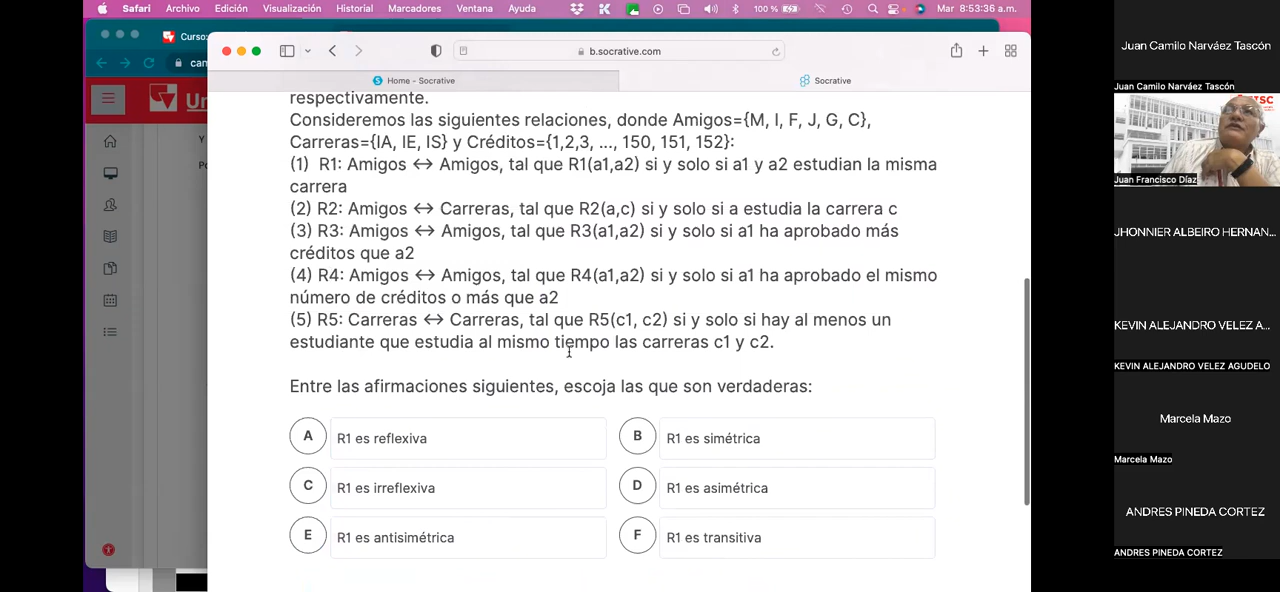 Safari Archivo Edición Visualización Historial Marcadores Ventana Ayuda 100 % Mar 8:53:36 a.m.
Curso:
b.socrative.com
Home - Socrative
Socrative
respectivamente.
Consideremos las siguientes relaciones, donde Amigos={M, I, F, J, G, C},
Carreras={IA, IE, IS} y Créditos={1,2,3, ..., 150, 151, 152}:
(1) R1: Amigos ↔ Amigos, tal que R1(a1,a2) si y solo si a1 y a2 estudian la misma
carrera
(2) R2: Amigos ↔ Carreras, tal que R2(a,c) si y solo si a estudia la carrera c
(3) R3: Amigos ↔ Amigos, tal que R3(a1,a2) si y solo si a1 ha aprobado más
créditos que a2
(4) R4: Amigos ↔ Amigos, tal que R4(a1,a2) si y solo si a1 ha aprobado el mismo
número de créditos o más que a2
(5) R5: Carreras ↔ Carreras, tal que R5(c1, c2) si y solo si hay al menos un
estudiante que estudia al mismo tiempo las carreras c1 y c2.
Entre las afirmaciones siguientes, escoja las que son verdaderas:
A R1 es reflexiva
B R1 es simétrica
C R1 es irreflexiva
D R1 es asimétrica
E R1 es antisimétrica
F R1 es transitiva
Juan Camilo Narváez Tascón
Juan Camilo Narváez Tascón
Juan Francisco Díaz
JHONNIER ALBEIRO HERNAN...
KEVIN ALEJANDRO VELEZ A...
KEVIN ALEJANDRO VELEZ AGUDELO
Marcela Mazo
Marcela Mazo
ANDRES PINEDA CORTEZ
ANDRES PINEDA CORTEZ